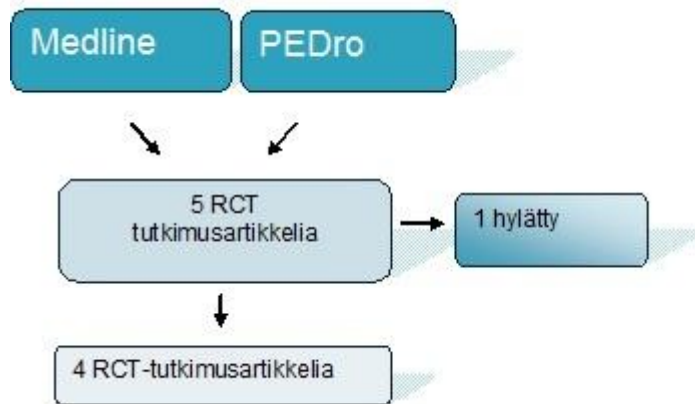 Medline
PEDro
5 RCT
tutkimusartikkelia
1 hylätty
4 RCT-tutkimusartikkelia